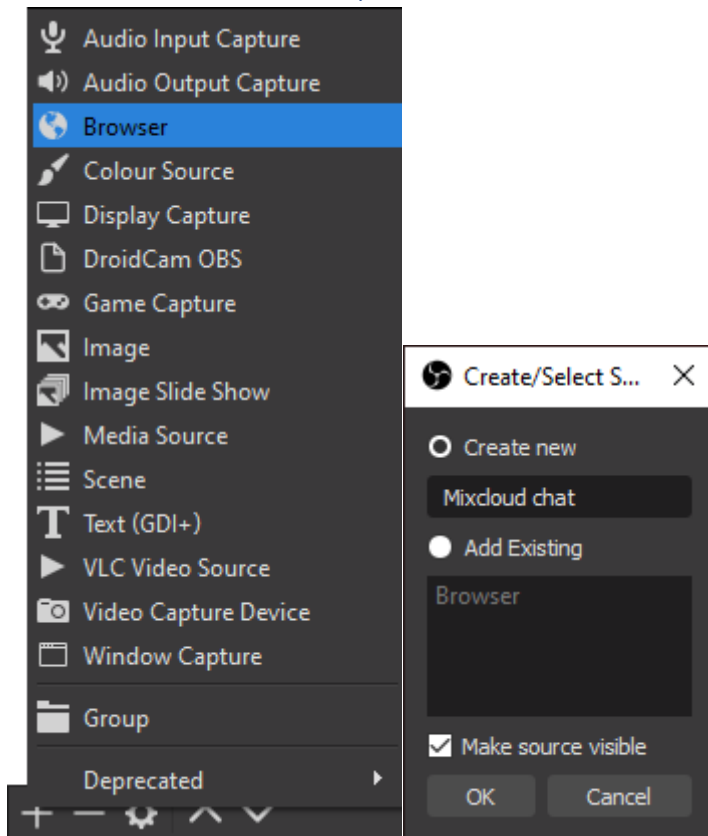 Audio Input Capture
Audio Output Capture
Browser
Colour Source
Display Capture
DroidCam OBS
Game Capture
Image
Image Slide Show
Media Source
Scene
Text (GDI+)
VLC Video Source
Video Capture Device
Window Capture
Group
Deprecated
Create/Select S...
Create new
Mixcloud chat
Add Existing
Browser
Make source visible
OK Cancel